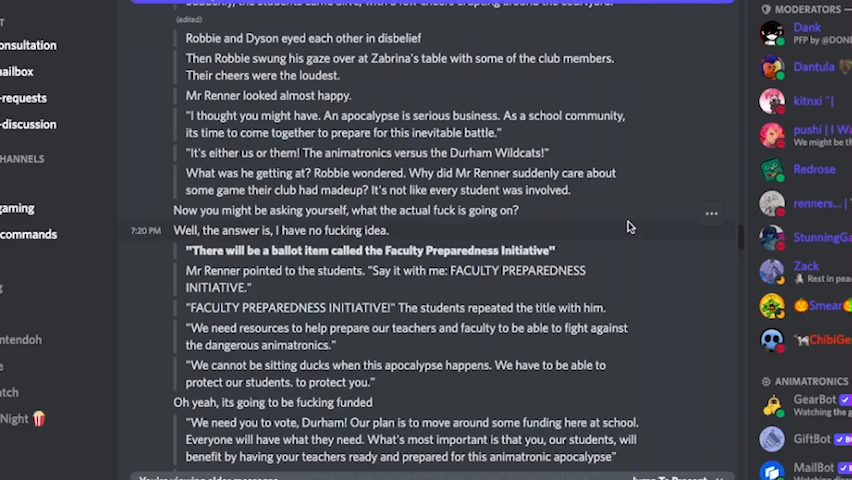 (edited)
Robbie and Dyson eyed each other in disbelief
Then Robbie swung his gaze over at Zabrina's table with some of the club members.
Their cheers were the loudest.
Mr Renner looked almost happy.
"I thought you might have. An apocalypse is serious business. As a school community,
its time to come together to prepare for this inevitable battle."
"It's either us or them! The animatronics versus the Durham Wildcats!"
What was he getting at? Robbie wondered. Why did Mr Renner suddenly care about
some game their club had madeup? It's not like every student was involved.
Now you might be asking yourself, what the actual fuck is going on?
7:20 PM Well, the answer is, I have no fucking idea.
"There will be a ballot item called the Faculty Preparedness Initiative"
Mr Renner pointed to the students. "Say it with me: FACULTY PREPAREDNESS
INITIATIVE."
"FACULTY PREPAREDNESS INITIATIVE!" The students repeated the title with him.
"We need resources to help prepare our teachers and faculty to be able to fight against
the dangerous animatronics."
"We cannot be sitting ducks when this apocalypse happens. We have to be able to
protect our students. to protect you."
Oh yeah, its going to be fucking funded
"We need you to vote, Durham! Our plan is to move around some funding here at school.
Everyone will have what they need. What's most important is that you, our students, will
benefit by having your teachers ready and prepared for this animatronic apocalypse"
onsultation
ailbox
-requests
-discussion
HANNELS
gaming
commands
ntendoh
atch
Night
MODERATORS
Dank
PFP by @DONE
Dantula
kitnxi ~|
pushi | I Wa
We might be th
Redrose
renners... | T
StunningGa
Zack
Rest in peac
Smear
ChibiGe
ANIMATRONICS
GearBot
Watching the g
GiftBot
MailBot
Watching